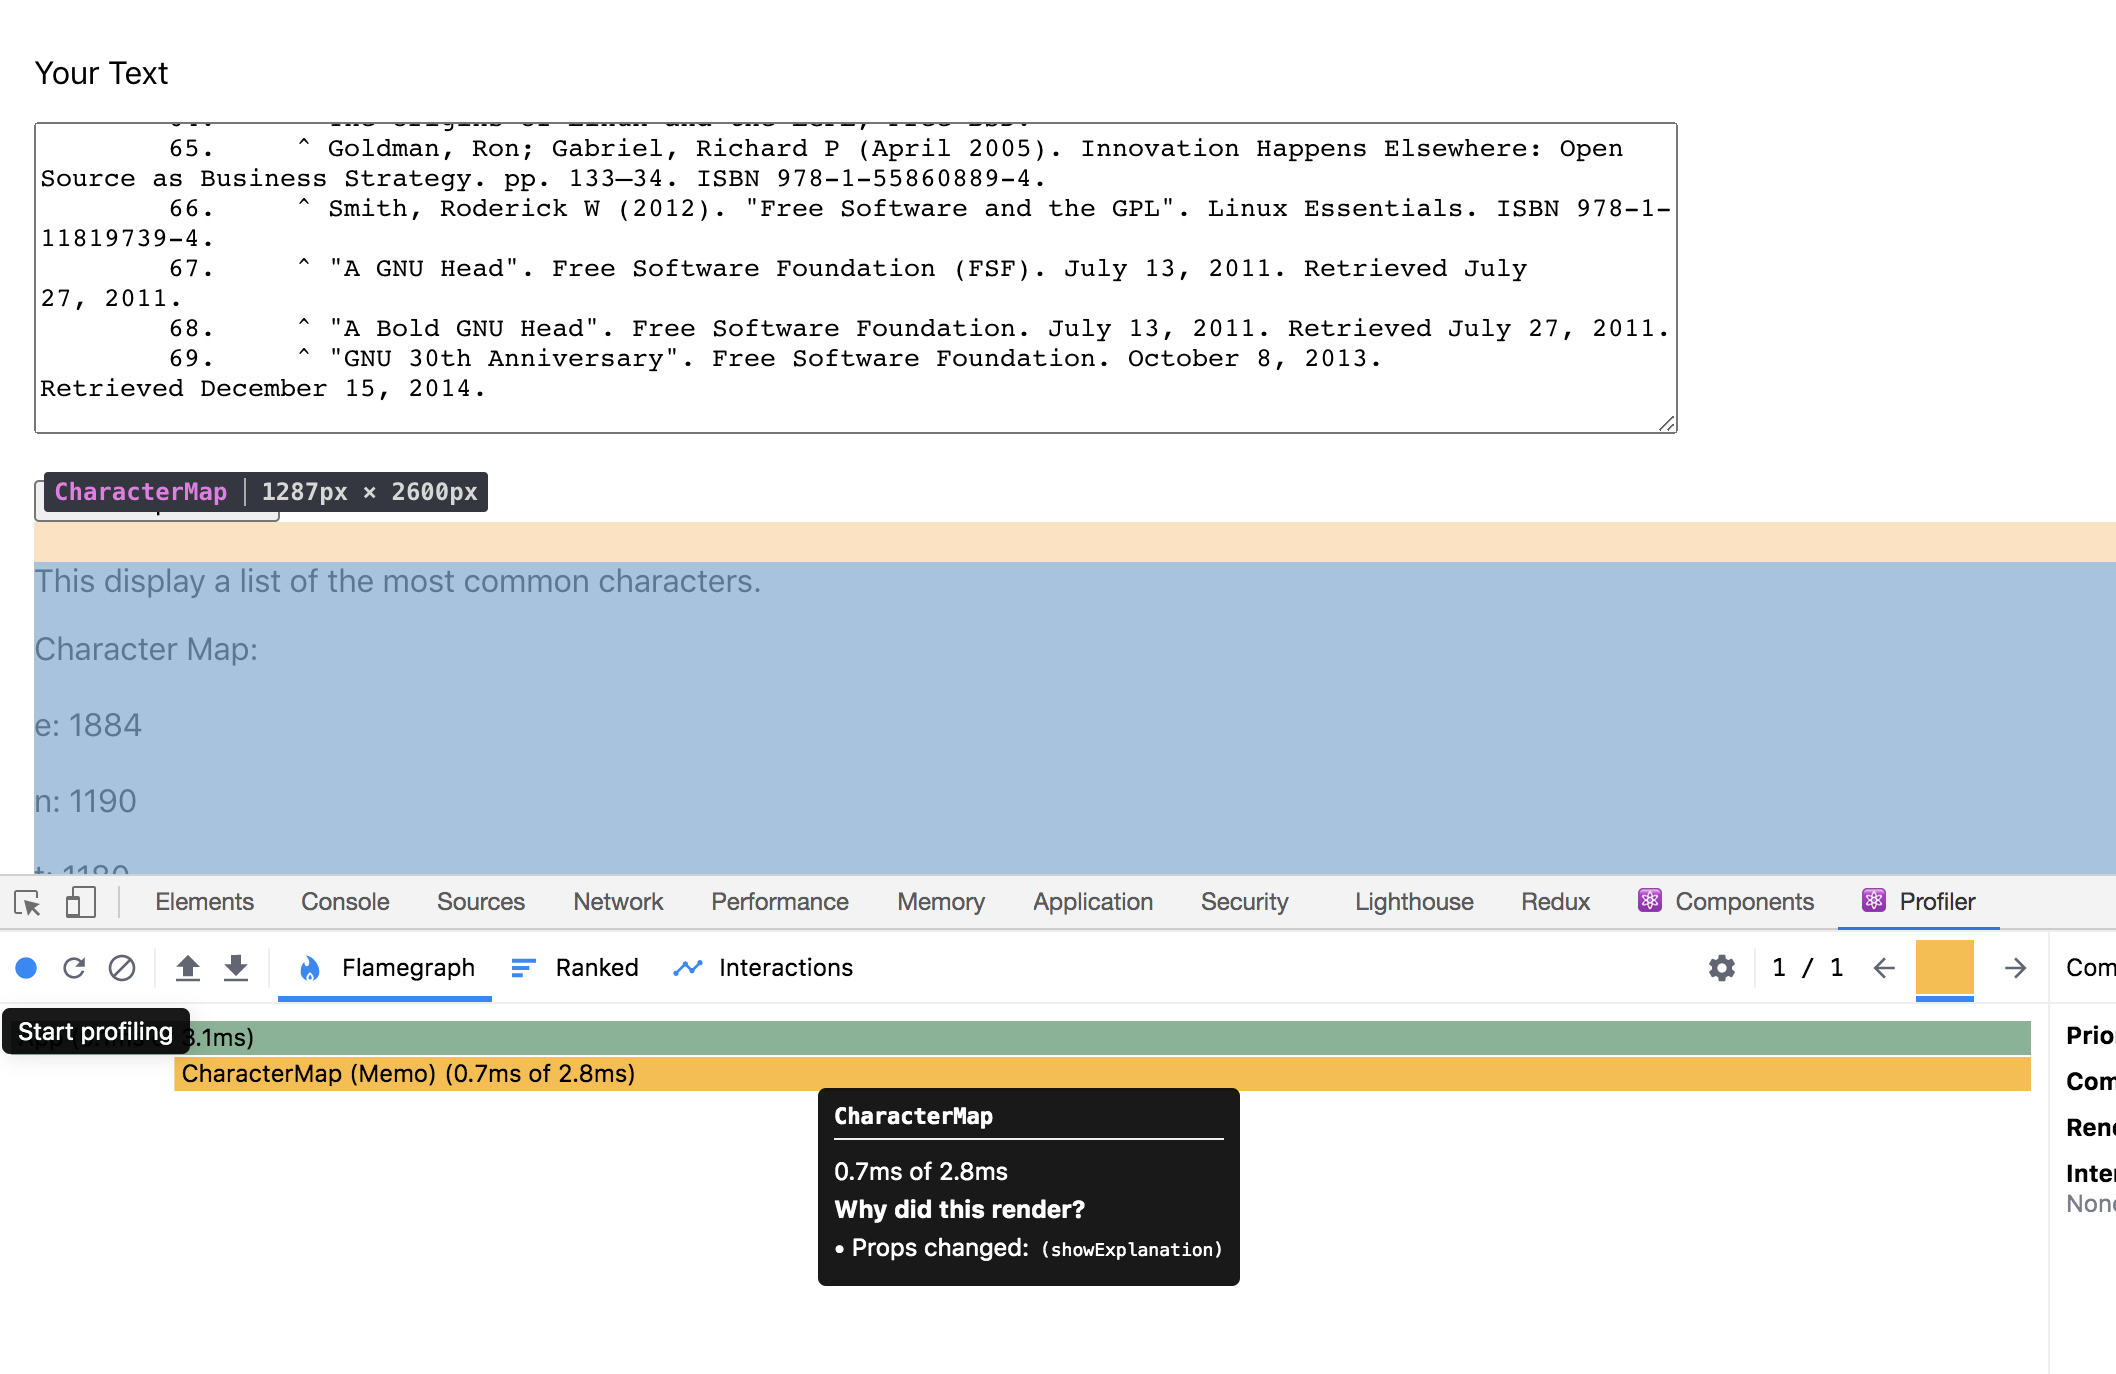 Your Text
65. ^ Goldman, Ron; Gabriel, Richard P (April 2005). Innovation Happens Elsewhere: Open
Source as Business Strategy. pp. 133–34. ISBN 978-1-55860889-4.
66. ^ Smith, Roderick W (2012). "Free Software and the GPL". Linux Essentials. ISBN 978-1-
11819739-4.
67. ^ "A GNU Head". Free Software Foundation (FSF). July 13, 2011. Retrieved July
27, 2011.
68. ^ "A Bold GNU Head". Free Software Foundation. July 13, 2011. Retrieved July 27, 2011.
69. ^ "GNU 30th Anniversary". Free Software Foundation. October 8, 2013.
Retrieved December 15, 2014.
CharacterMap | 1287px × 2600px
This display a list of the most common characters.
Character Map:
e: 1884
n: 1190
t: 1180
Elements Console Sources Network Performance Memory Application Security Lighthouse Redux Components Profiler
Flamegraph Ranked Interactions 1 / 1 Com
Start profiling 3.1ms) Prio
CharacterMap (Memo) (0.7ms of 2.8ms) Com
CharacterMap Rend
0.7ms of 2.8ms Inter
Why did this render? None
• Props changed: (showExplanation)